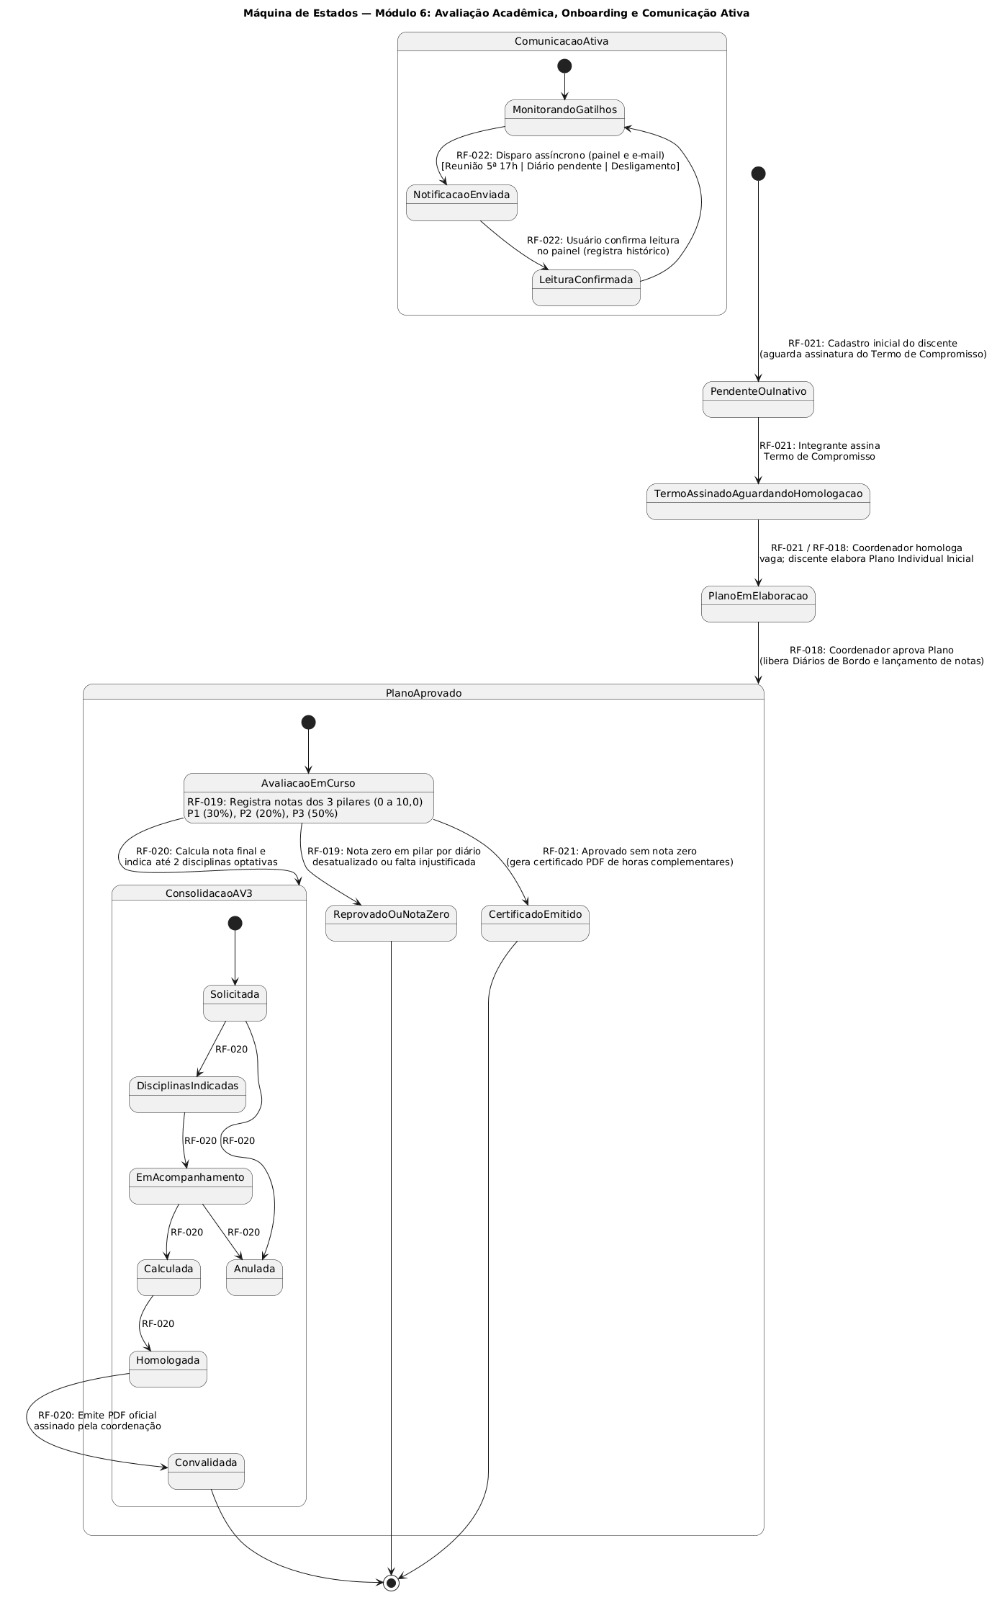 Máquina de Estados — Módulo 6: Avaliação Acadêmica, Onboarding e Comunicação Ativa
ComunicacaoAtiva
MonitorandoGatilhos
RF-022: Disparo assíncrono (painel e e-mail)
[Reunião 5ª 17h | Diário pendente | Desligamento]
NotificacaoEnviada
RF-022: Usuário confirma leitura
no painel (registra histórico)
LeituraConfirmada
RF-021: Cadastro inicial do discente
(aguarda assinatura do Termo de Compromisso)
PendenteOuInativo
RF-021: Integrante assina
Termo de Compromisso
TermoAssinadoAguardandoHomologacao
RF-021 / RF-018: Coordenador homologa
vaga; discente elabora Plano Individual Inicial
PlanoEmElaboracao
RF-018: Coordenador aprova Plano
(libera Diários de Bordo e lançamento de notas)
PlanoAprovado
AvaliacaoEmCurso
RF-019: Registra notas dos 3 pilares (0 a 10,0)
P1 (30%), P2 (20%), P3 (50%)
RF-020: Calcula nota final e
indica até 2 disciplinas optativas
RF-019: Nota zero em pilar por diário
desatualizado ou falta injustificada
RF-021: Aprovado sem nota zero
(gera certificado PDF de horas complementares)
ConsolidacaoAV3
ReprovadoOuNotaZero
CertificadoEmitido
Solicitada
RF-020
DisciplinasIndicadas
RF-020
RF-020
EmAcompanhamento
RF-020
RF-020
Calculada
Anulada
RF-020
Homologada
RF-020: Emite PDF oficial
assinado pela coordenação
Convalidada